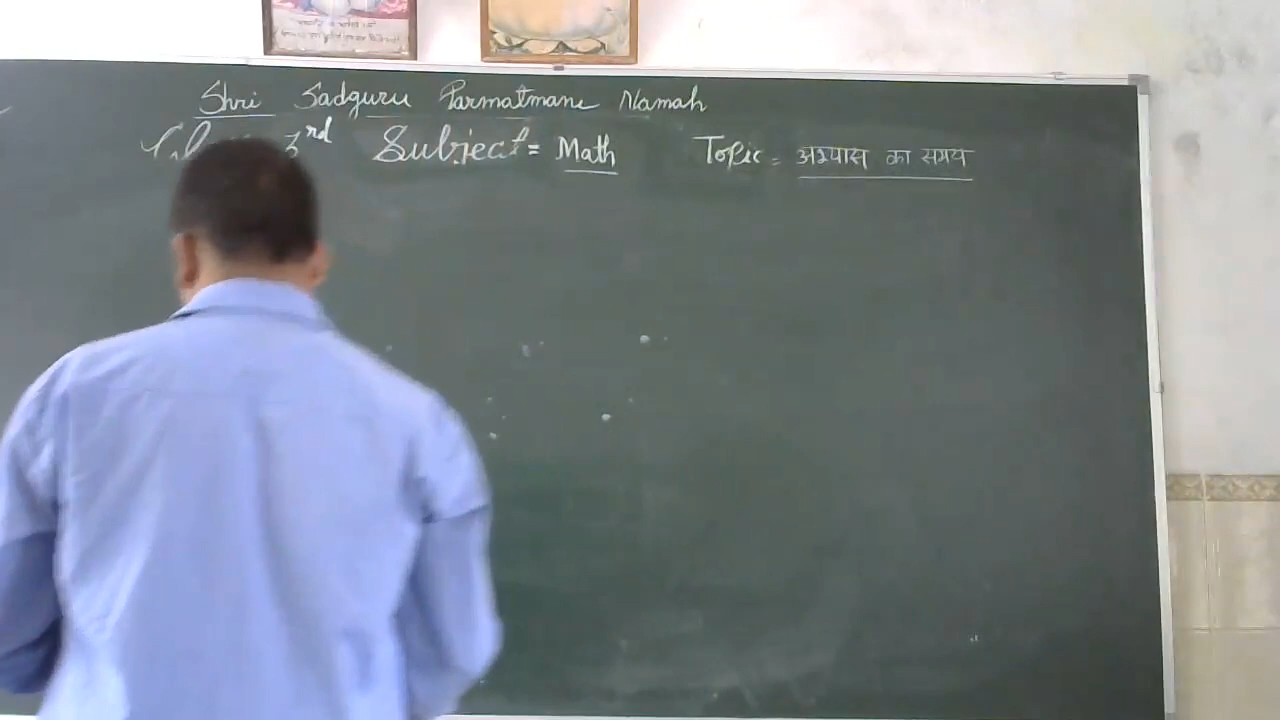 Shri Sadguru Parmatmane Namah
3rd Subject = Math Topic = अभ्यास का समय